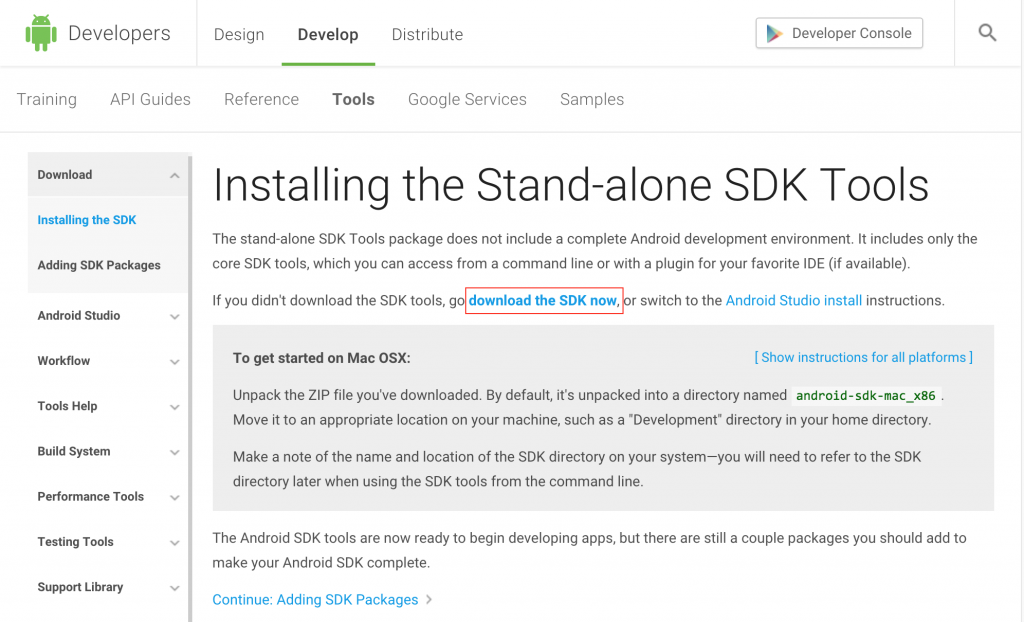 Developers
Design Develop Distribute
Developer Console
Training API Guides Reference Tools Google Services Samples
Download
Installing the SDK
Adding SDK Packages
Android Studio
Workflow
Tools Help
Build System
Performance Tools
Testing Tools
Support Library
Installing the Stand-alone SDK Tools
The stand-alone SDK Tools package does not include a complete Android development environment. It includes only the
core SDK tools, which you can access from a command line or with a plugin for your favorite IDE (if available).
If you didn't download the SDK tools, go download the SDK now, or switch to the Android Studio install instructions.
To get started on Mac OSX:
[ Show instructions for all platforms ]
Unpack the ZIP file you've downloaded. By default, it's unpacked into a directory named android-sdk-mac_x86 .
Move it to an appropriate location on your machine, such as a "Development" directory in your home directory.
Make a note of the name and location of the SDK directory on your system—you will need to refer to the SDK
directory later when using the SDK tools from the command line.
The Android SDK tools are now ready to begin developing apps, but there are still a couple packages you should add to
make your Android SDK complete.
Continue: Adding SDK Packages